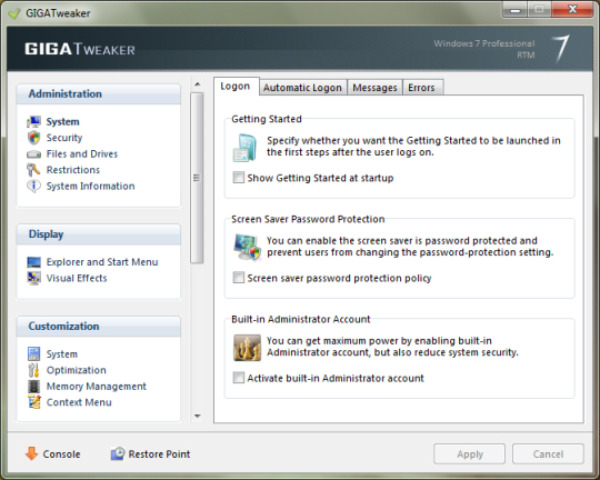 GIGATweaker
GIGATWEAKER
Windows 7 Professional
RTM
7
Administration
System
Security
Files and Drives
Restrictions
System Information
Display
Explorer and Start Menu
Visual Effects
Customization
System
Optimization
Memory Management
Context Menu
Logon
Automatic Logon
Messages
Errors
Getting Started
Specify whether you want the Getting Started to be launched in
the first steps after the user logs on.
Show Getting Started at startup
Screen Saver Password Protection
You can enable the screen saver is password protected and
prevent users from changing the password-protection setting.
Screen saver password protection policy
Built-in Administrator Account
You can get maximum power by enabling built-in
Administrator account, but also reduce system security.
Activate built-in Administrator account
Console
Restore Point
Apply
Cancel